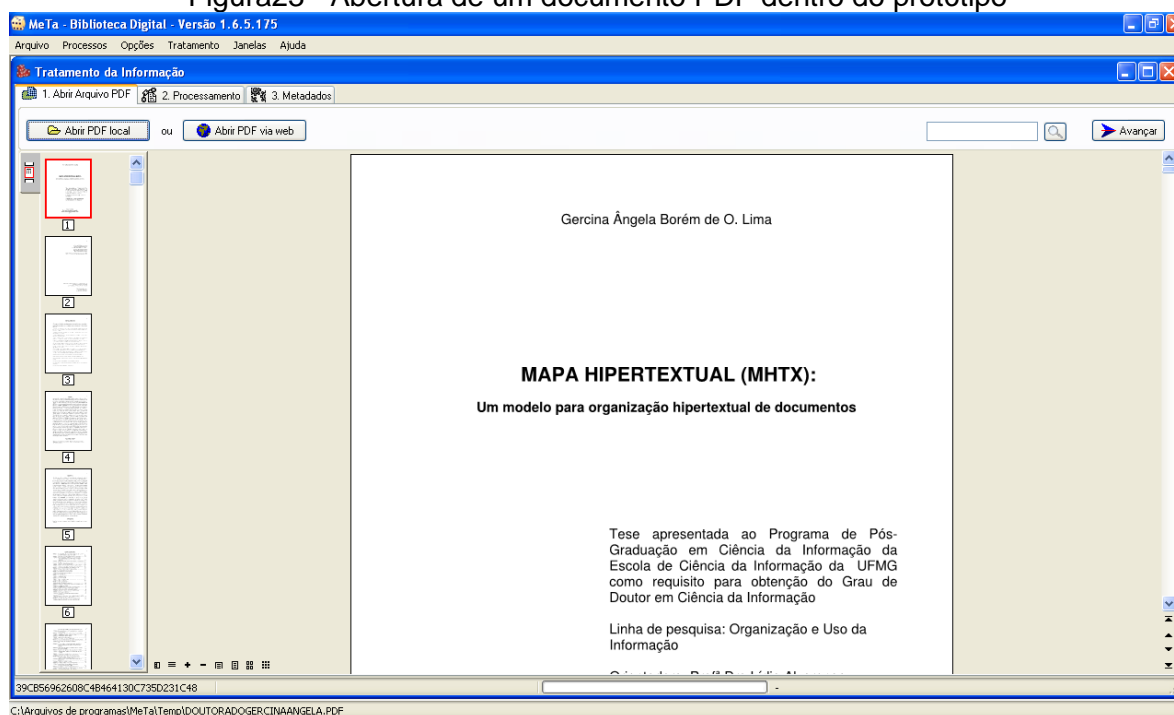 Figura23 - Abertura de um documento PDF dentro do protótipo
MeTa - Biblioteca Digital - Versão 1.6.5.175
Arquivo Processos Opções Tratamento Janelas Ajuda
Tratamento da Informação
1. Abrir Arquivo PDF 2. Processamento 3. Metadados
Abrir PDF local ou Abrir PDF via web Avançar
Gercina Ângela Borém de O. Lima
MAPA HIPERTEXTUAL (MHTX):
Um modelo para organização hipertextual de documentos
Tese apresentada ao Programa de Pós-
Graduação em Ciência da Informação da
Escola de Ciência da Informação da UFMG
como requisito para obtenção do Grau de
Doutor em Ciência da Informação
Linha de pesquisa: Organização e Uso da
Informação
1
2
3
4
5
6
39CB56962608C4B464130C735D231C48 -
C:\Arquivos de programas\MeTa\Temp\DOUTORADOGERCINAANGELA.PDF